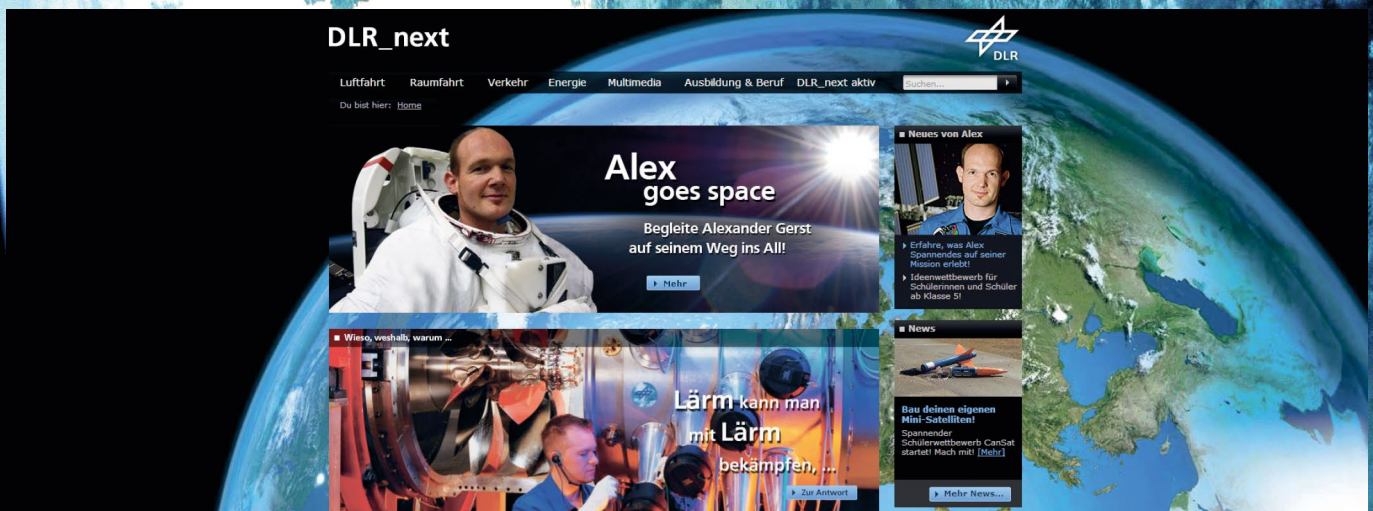 DLR_next
DLR
Luftfahrt Raumfahrt Verkehr Energie Multimedia Ausbildung & Beruf DLR_next aktiv
Suchen...
Du bist hier: Home
Alex
goes space
Begleite Alexander Gerst
auf seinem Weg ins All!
Mehr
Neues von Alex
Erfahre, was Alex
Spannendes auf seiner
Mission erlebt!
Ideenwettbewerb für
Schülerinnen und Schüler
ab Klasse 5!
Wieso, weshalb, warum ...
Lärm kann man
mit Lärm
bekämpfen, ...
Zur Antwort
News
Bau deinen eigenen
Mini-Satelliten!
Spannender
Schülerwettbewerb CanSat
startet! Mach mit! [Mehr]
Mehr News...